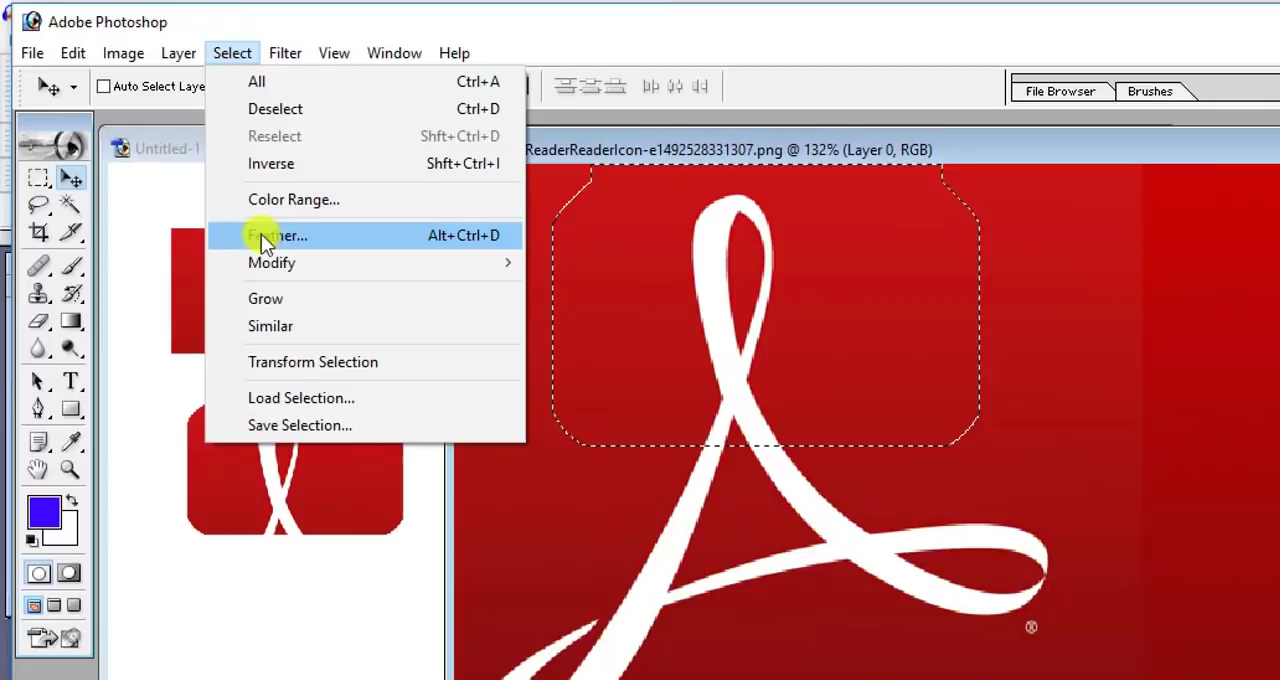 Adobe Photoshop
File Edit Image Layer Select Filter View Window Help
Auto Select Laye
File Browser Brushes
Untitled-1
ReaderReaderIcon-e1492528331307.png @ 132% (Layer 0, RGB)
All Ctrl+A
Deselect Ctrl+D
Reselect Shft+Ctrl+D
Inverse Shft+Ctrl+I
Color Range...
Feather... Alt+Ctrl+D
Modify
Grow
Similar
Transform Selection
Load Selection...
Save Selection...
T
®